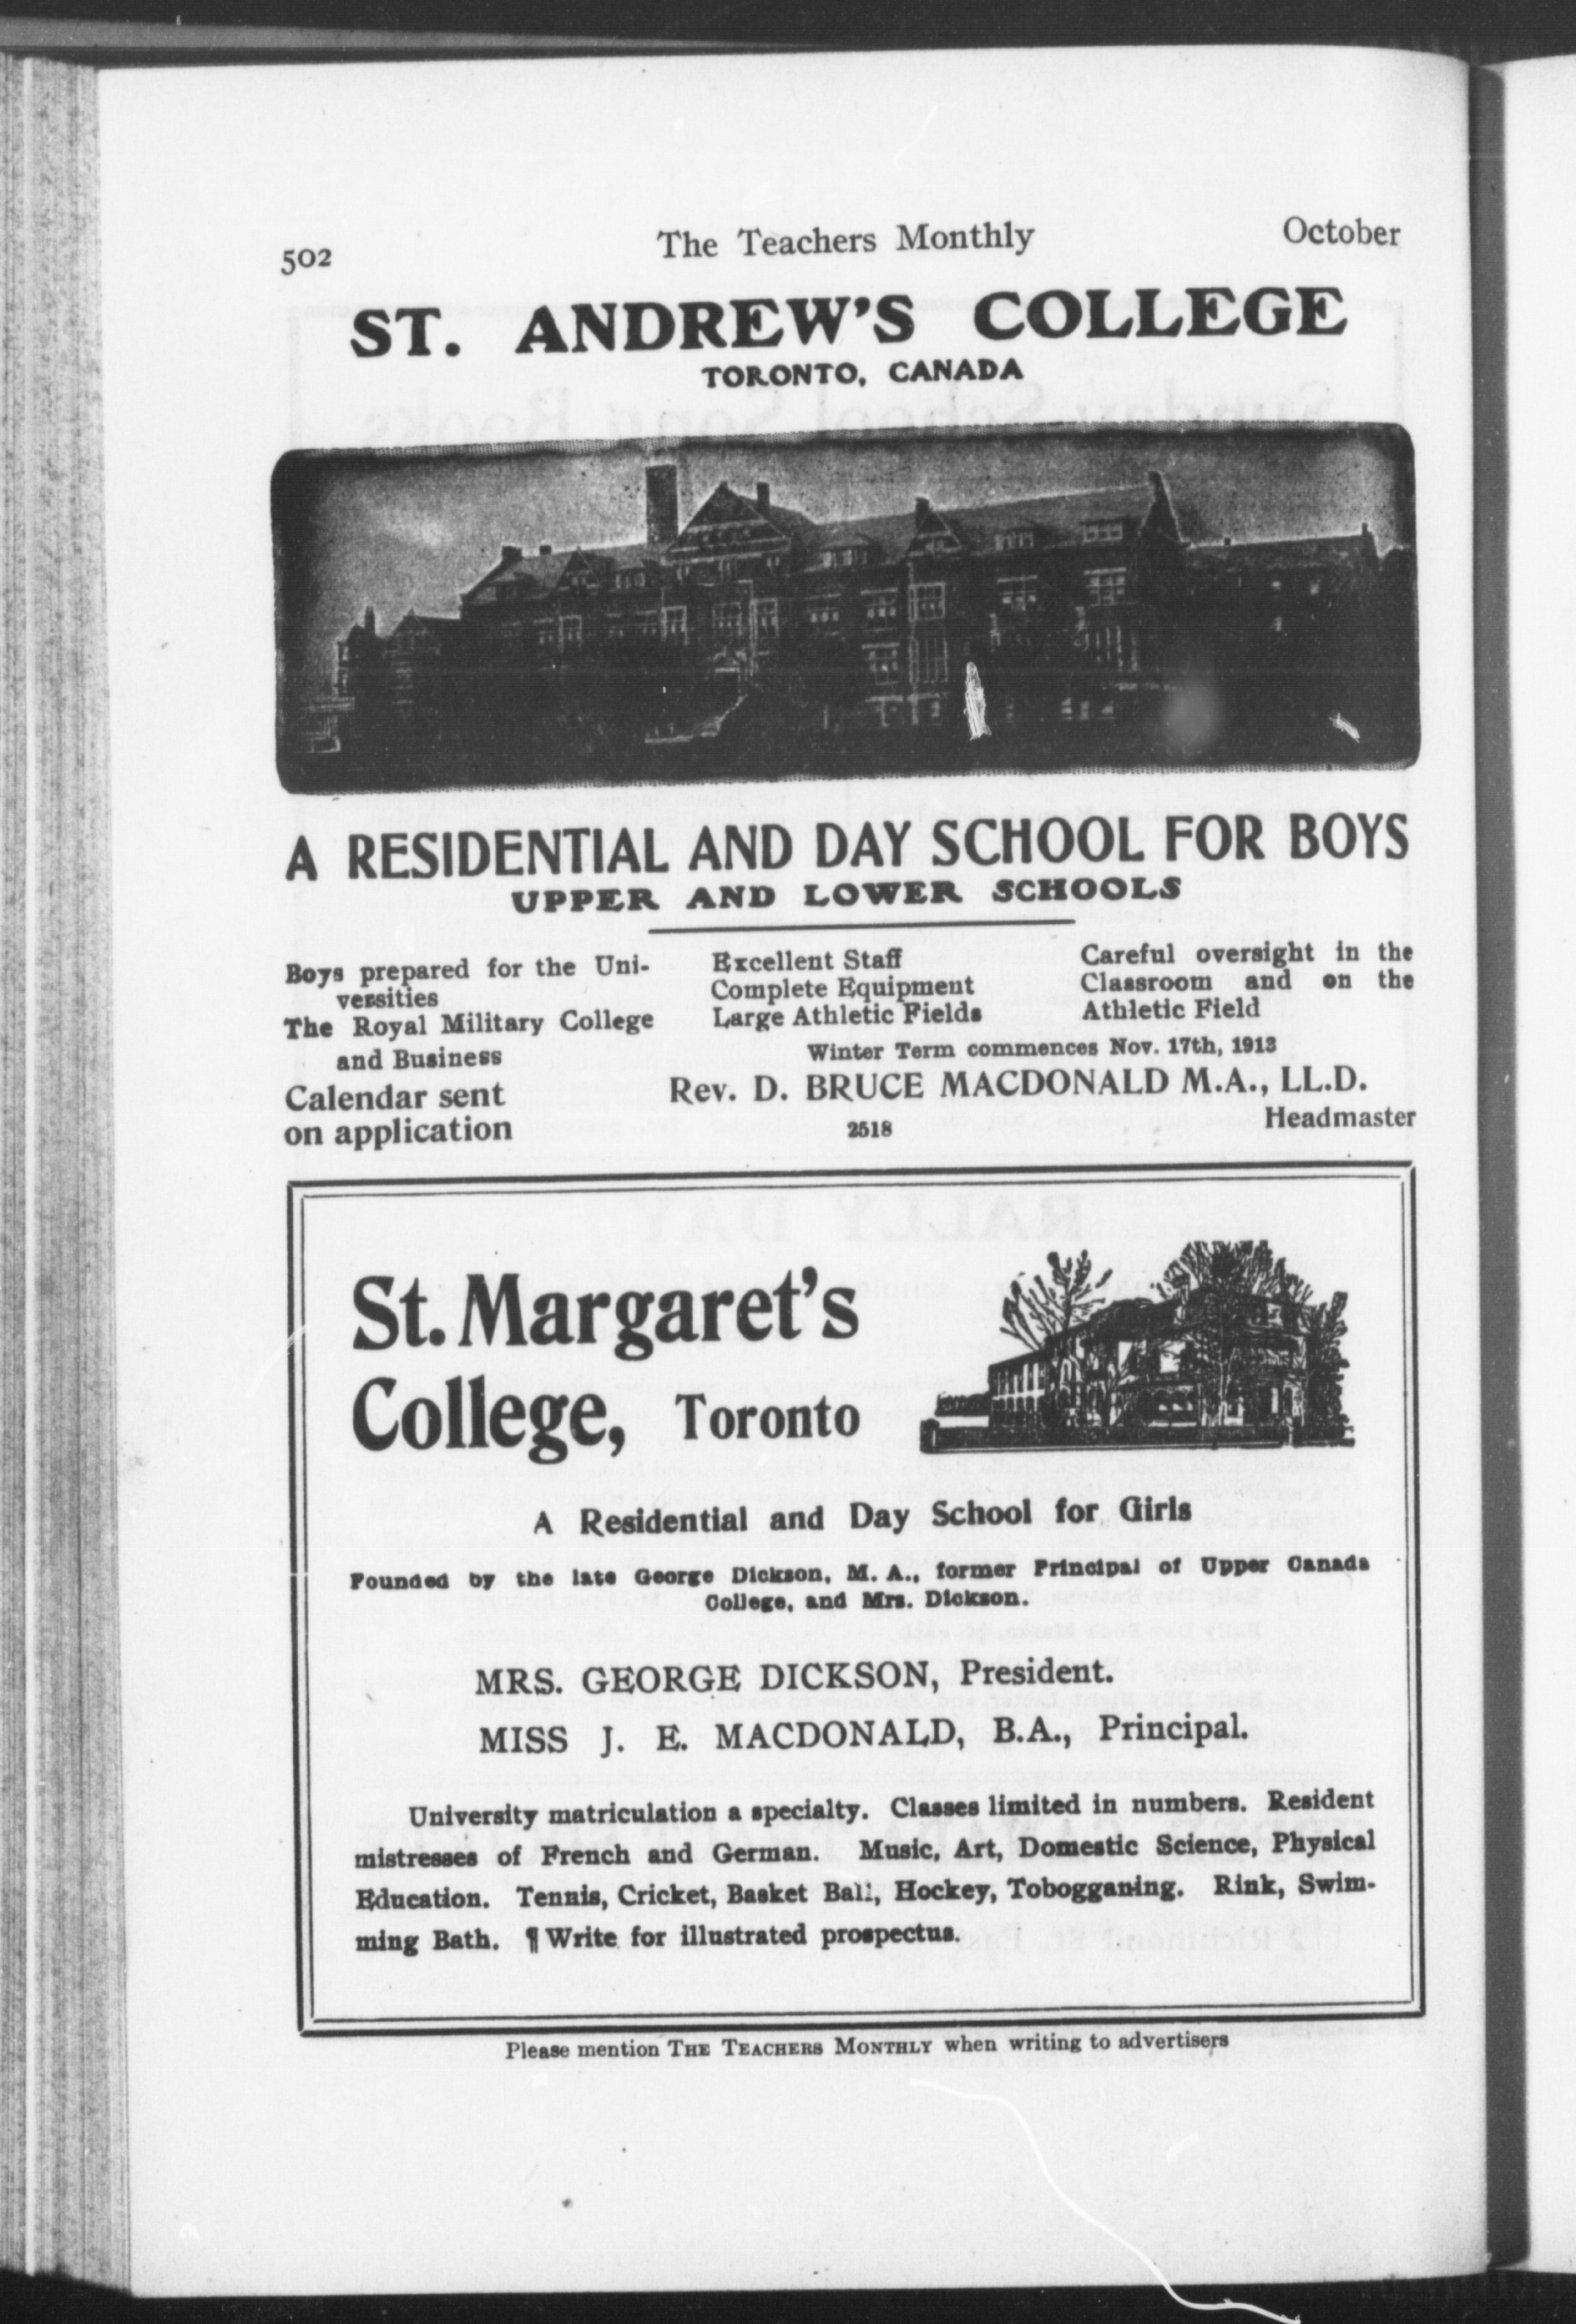 502
The Teachers Monthly
October
ST. ANDREW'S COLLEGE
TORONTO, CANADA
A RESIDENTIAL AND DAY SCHOOL FOR BOYS
UPPER AND LOWER SCHOOLS
Boys prepared for the Uni-
versities
The Royal Military College
and Business
Calendar sent
on application
Excellent Staff
Complete Equipment
Large Athletic Fields
Careful oversight in the
Classroom and on the
Athletic Field
Winter Term commences Nov. 17th, 1913
Rev. D. BRUCE MACDONALD M.A., LL.D.
Headmaster
2518
St. Margaret's
College, Toronto
A Residential and Day School for Girls
Founded by the late George Dickson, M. A., former Principal of Upper Canada
College, and Mrs. Dickson.
MRS. GEORGE DICKSON, President.
MISS J. E. MACDONALD, B.A., Principal.
University matriculation a specialty. Classes limited in numbers. Resident
mistresses of French and German. Music, Art, Domestic Science, Physical
Education. Tennis, Cricket, Basket Ball, Hockey, Tobogganing. Rink, Swim-
ming Bath. ¶ Write for illustrated prospectus.
Please mention THE TEACHERS MONTHLY when writing to advertisers